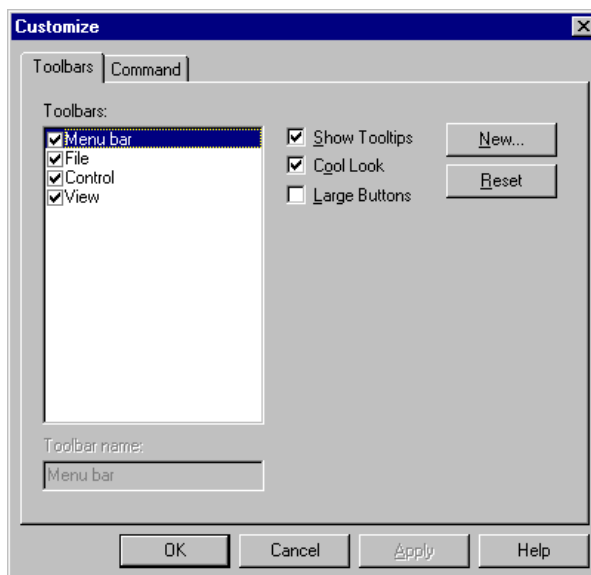 Customize
Toolbars Command
Toolbars:
Menu bar
File
Control
View
Show Tooltips
Cool Look
Large Buttons
New...
Reset
Toolbar name:
Menu bar
OK Cancel Apply Help